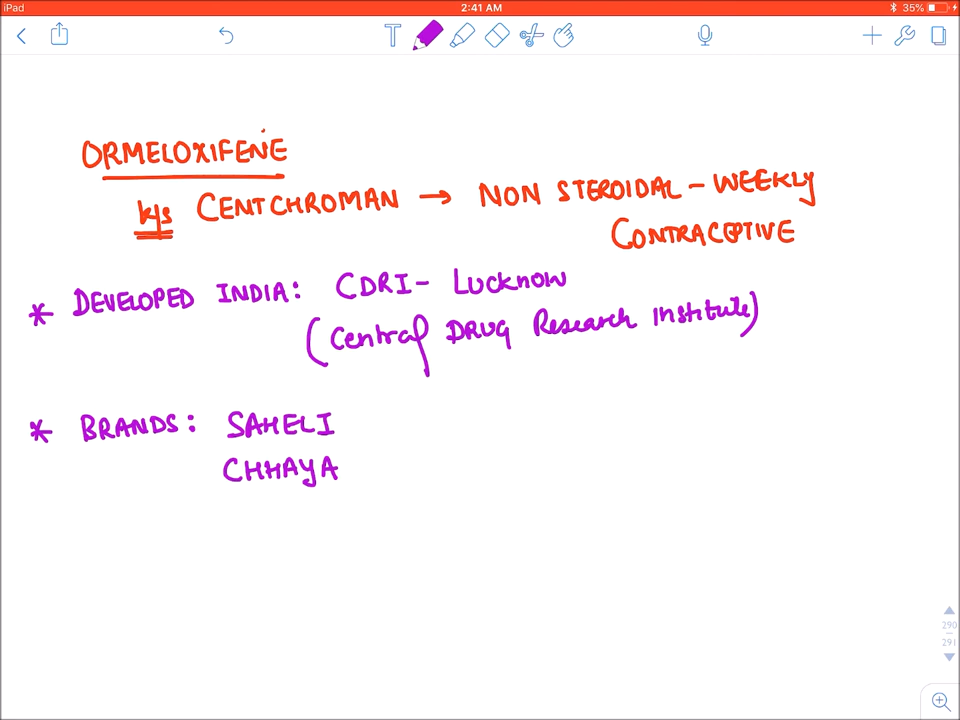 iPad
2:41 AM
35%
T
ORMELOXIFENE
k/s CENTCHROMAN → NON STEROIDAL - WEEKLY
CONTRACEPTIVE
* DEVELOPED INDIA: CDRI- LUCKNOW
(Central DRUG Research Institute)
* BRANDS: SAHELI
CHHAYA
290
291